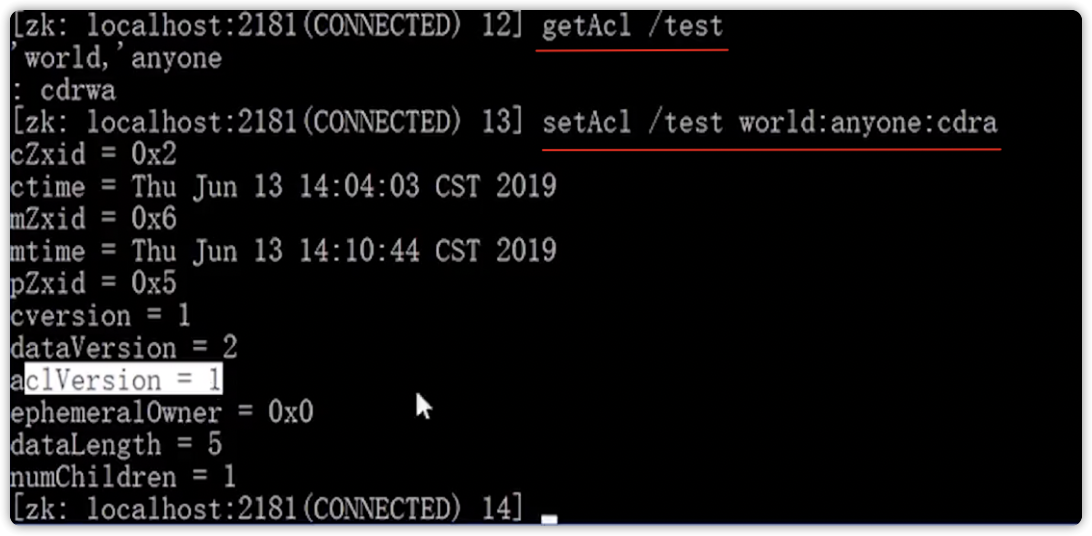 [zk: localhost:2181(CONNECTED) 12] getAcl /test
'world,'anyone
: cdrwa
[zk: localhost:2181(CONNECTED) 13] setAcl /test world:anyone:cdra
cZxid = 0x2
ctime = Thu Jun 13 14:04:03 CST 2019
mZxid = 0x6
mtime = Thu Jun 13 14:10:44 CST 2019
pZxid = 0x5
cversion = 1
dataVersion = 2
aclVersion = 1
ephemeralOwner = 0x0
dataLength = 5
numChildren = 1
[zk: localhost:2181(CONNECTED) 14]